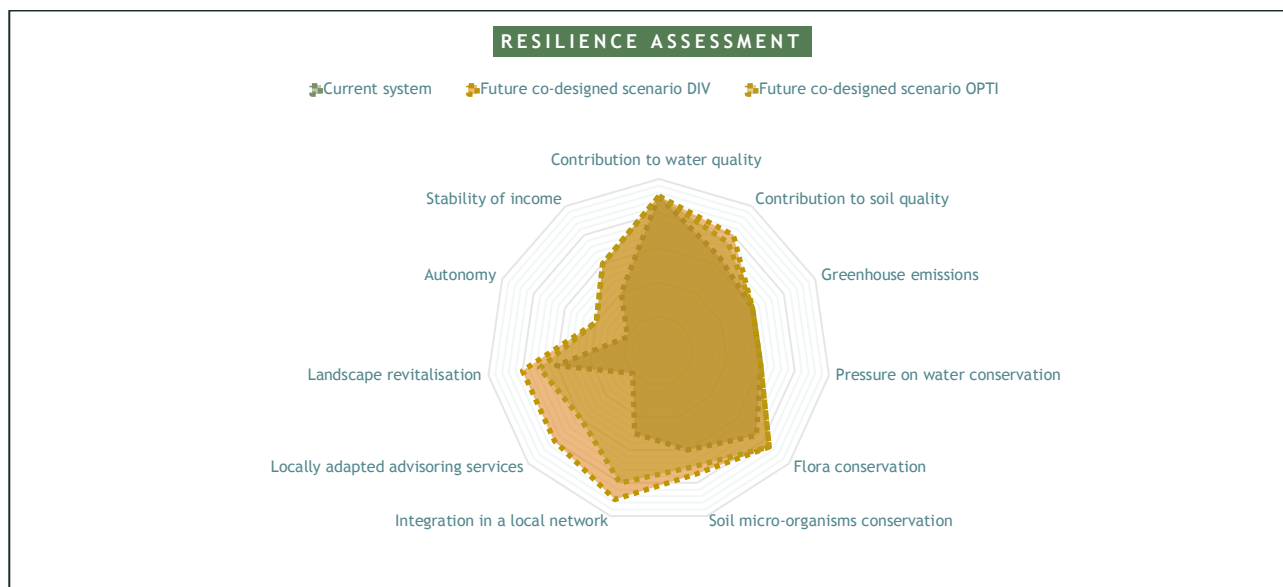 RESILIENCE ASSESSMENT
Current system
Future co-designed scenario DIV
Future co-designed scenario OPTI
Contribution to water quality
Stability of income
Contribution to soil quality
Autonomy
Greenhouse emissions
Landscape revitalisation
Pressure on water conservation
Locally adapted advisoring services
Flora conservation
Integration in a local network
Soil micro-organisms conservation